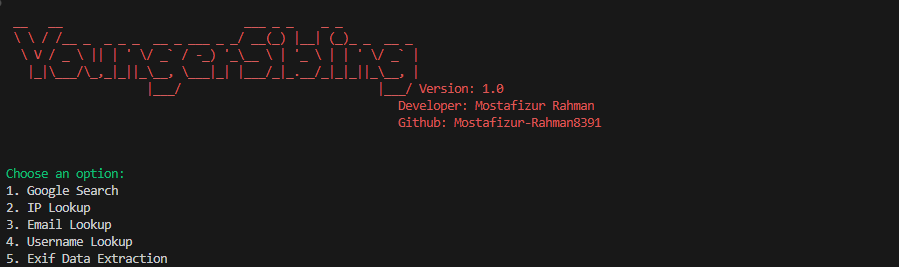 YoungerSibling
Version: 1.0
Developer: Mostafizur Rahman
Github: Mostafizur-Rahman8391
Choose an option:
1. Google Search
2. IP Lookup
3. Email Lookup
4. Username Lookup
5. Exif Data Extraction